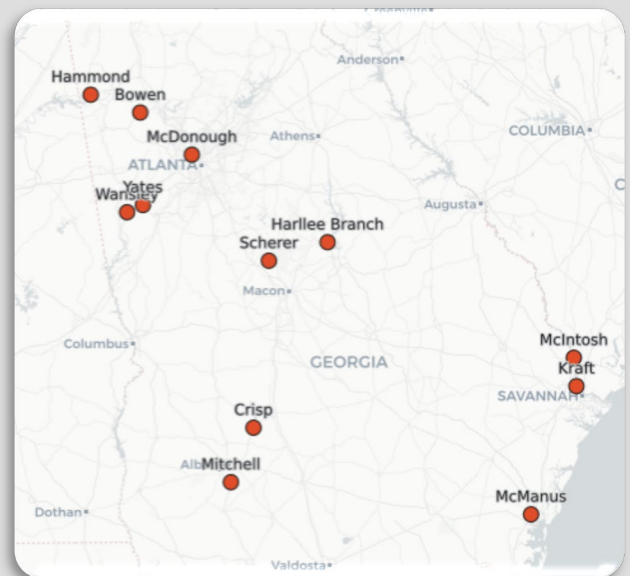 Anderson
Hammond
Bowen
McDonough
Athens
COLUMBIA
ATLANTA
Yates
Wansley
Augusta
Harllee Branch
Scherer
Macon
McIntosh
Columbus
GEORGIA
Kraft
SAVANNAH
Crisp
Mitchell
McManus
Dothan
Valdosta